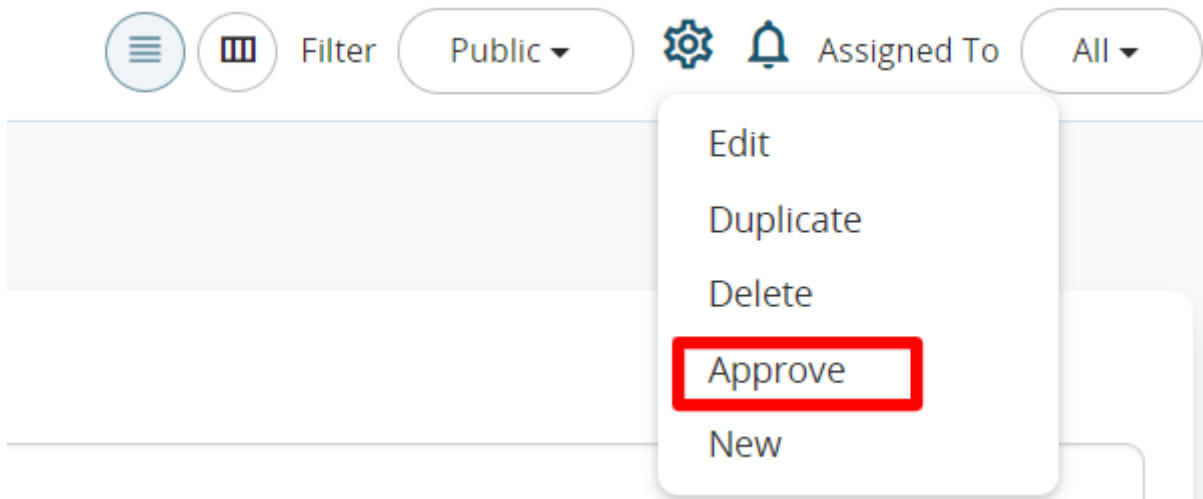 Filter Public Assigned To All
Edit
Duplicate
Delete
Approve
New